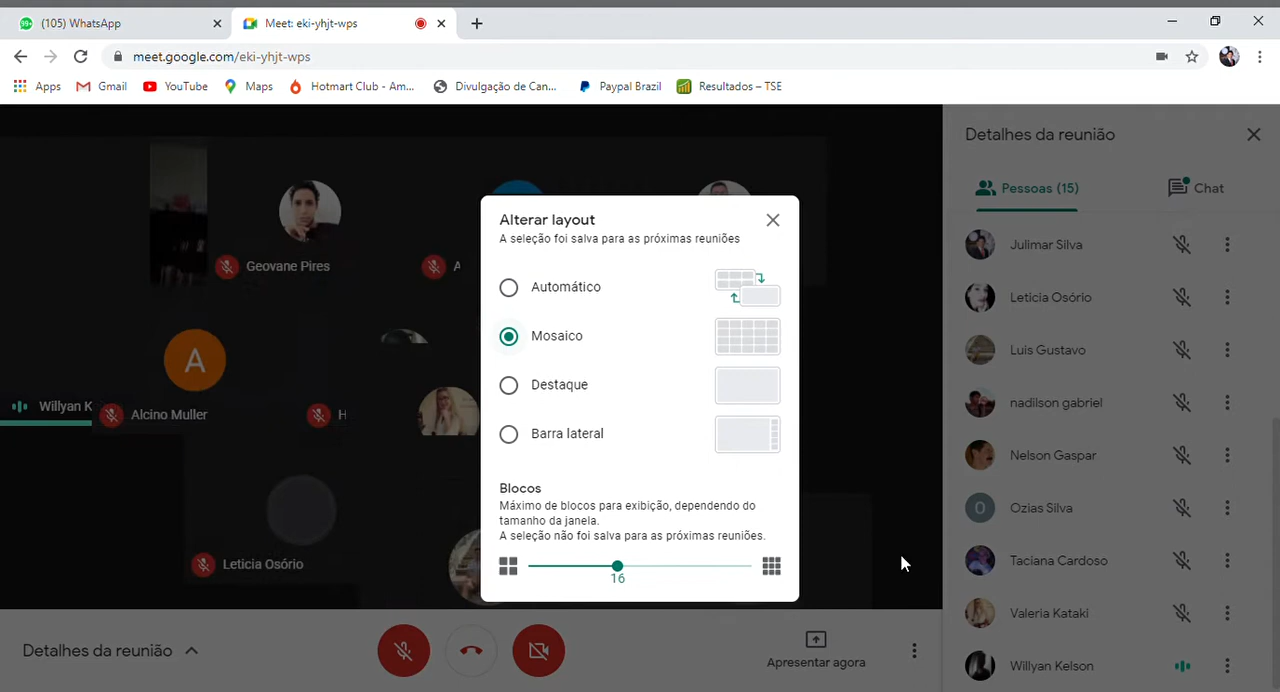 99+
(105) WhatsApp
Meet: eki-yhjt-wps
meet.google.com/eki-yhjt-wps
Apps
Gmail
YouTube
Maps
Hotmart Club - Am...
Divulgação de Can...
Paypal Brazil
Resultados – TSE
Detalhes da reunião
Pessoas (15)
Chat
Geovane Pires
A
A
Willyan K
Alcino Muller
H
Leticia Osório
Alterar layout
A seleção foi salva para as próximas reuniões
Automático
Mosaico
Destaque
Barra lateral
Blocos
Máximo de blocos para exibição, dependendo do
tamanho da janela.
A seleção não foi salva para as próximas reuniões.
16
Julimar Silva
Leticia Osório
Luis Gustavo
nadilson gabriel
Nelson Gaspar
O
Ozias Silva
Taciana Cardoso
Valeria Kataki
Willyan Kelson
Detalhes da reunião
Apresentar agora